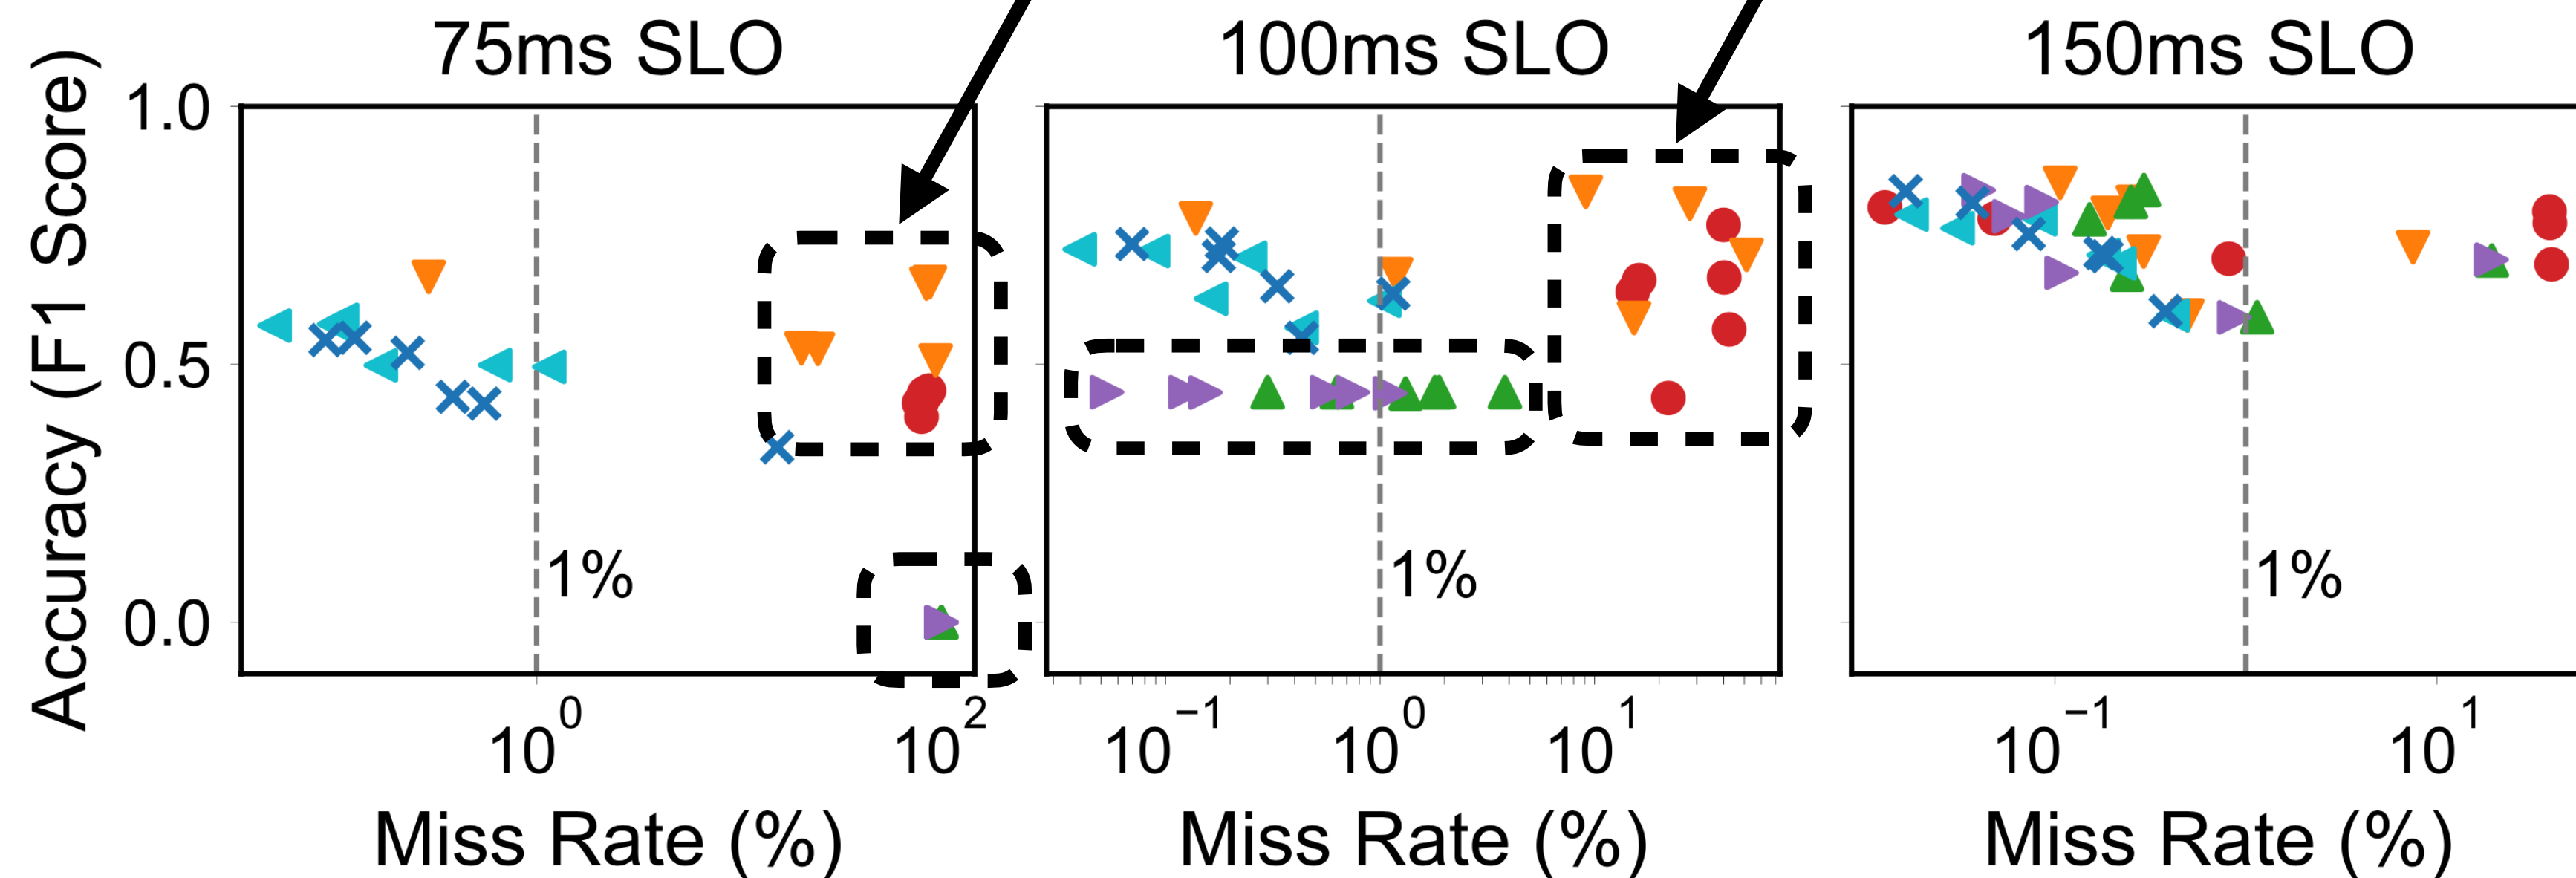 75ms SLO
100ms SLO
150ms SLO
Accuracy (F1 Score)
1.0
0.5
0.0
1%
1%
1%
10^0
10^2
10^−1
10^0
10^1
10^−1
10^1
Miss Rate (%)
Miss Rate (%)
Miss Rate (%)